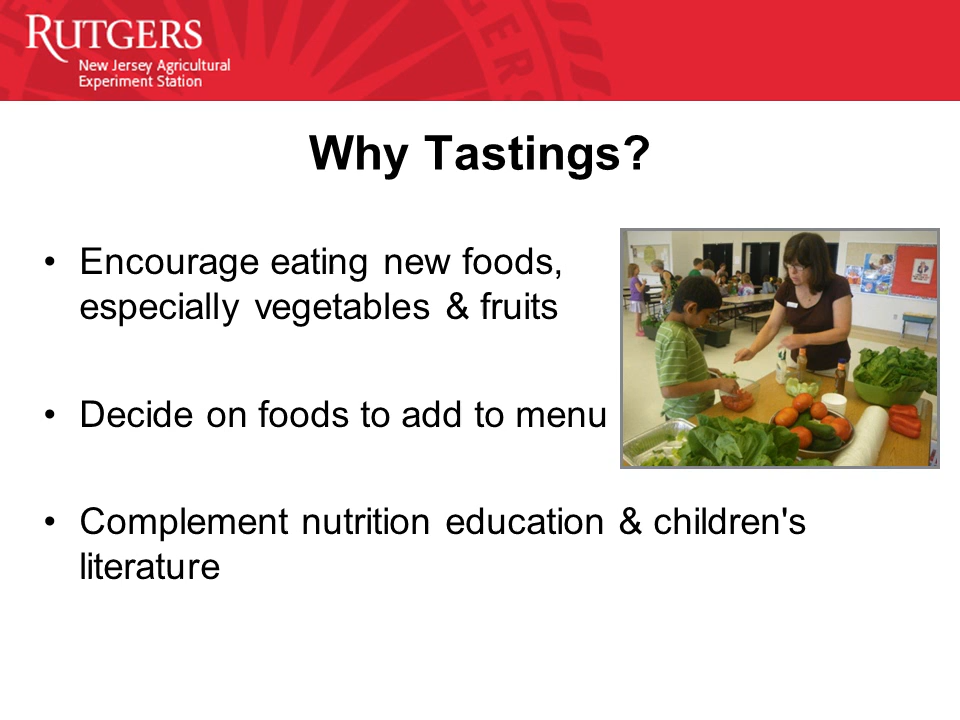 RUTGERS
New Jersey Agricultural
Experiment Station
Why Tastings?
• Encourage eating new foods,
especially vegetables & fruits
• Decide on foods to add to menu
• Complement nutrition education & children's
literature